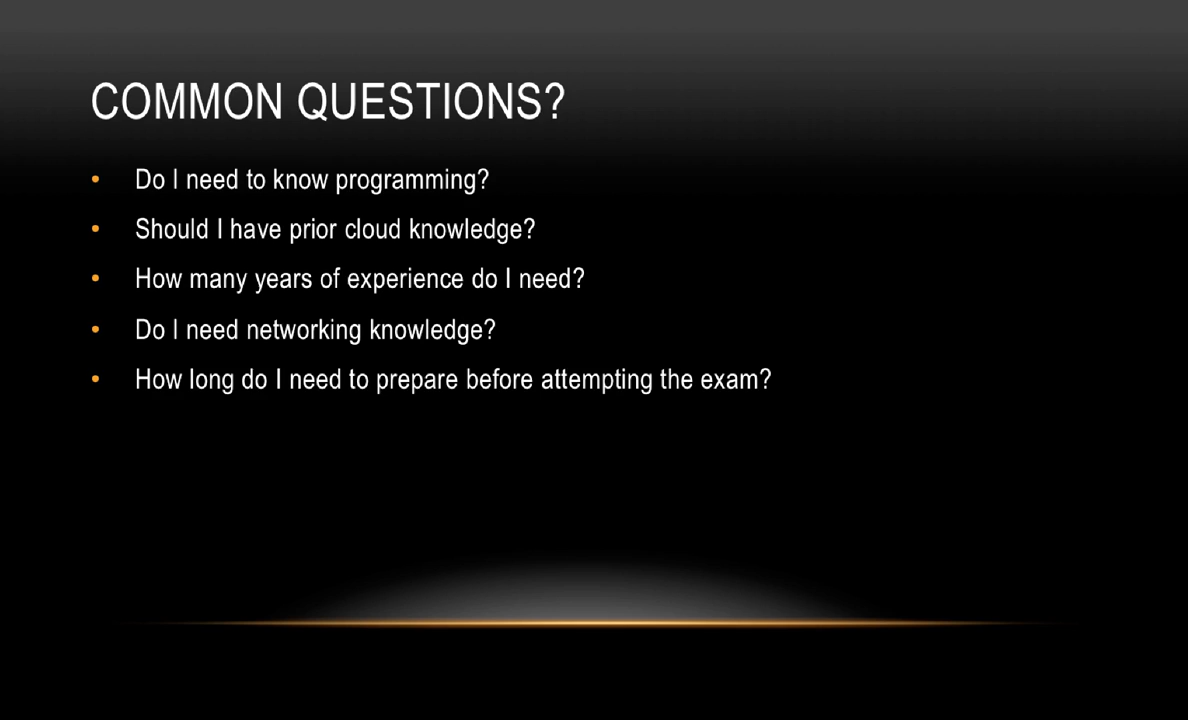 COMMON QUESTIONS?
• Do I need to know programming?
• Should I have prior cloud knowledge?
• How many years of experience do I need?
• Do I need networking knowledge?
• How long do I need to prepare before attempting the exam?